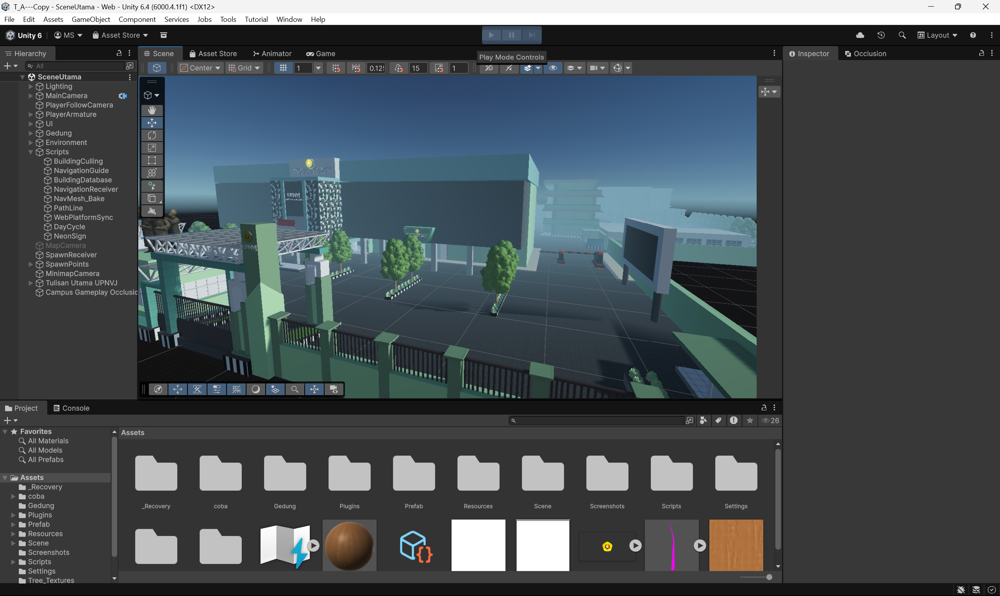 T_A---Copy - SceneUtama - Web - Unity 6.4 (6000.4.1f1) <DX12>
File Edit Assets GameObject Component Services Jobs Tools Tutorial Window Help
Unity 6 MS Asset Store Layout
Hierarchy
Scene Asset Store Animator Game
Play Mode Controls
Inspector Occlusion
All
Center Grid 1 0.12 15 1 2D
SceneUtama
Lighting
MainCamera
PlayerFollowCamera
PlayerArmature
UI
Gedung
Environment
Scripts
BuildingCulling
NavigationGuide
BuildingDatabase
NavigationReceiver
NavMesh_Bake
PathLine
WebPlatformSync
DayCycle
NeonSign
MapCamera
SpawnReceiver
SpawnPoints
MinimapCamera
Tulisan Utama UPNVJ
Campus Gameplay Occlusio
UPNVJ
UPNVJ
Project Console
26
Favorites
All Materials
All Models
All Prefabs
Assets
_Recovery
coba
Gedung
Plugins
Prefab
Resources
Scene
Screenshots
Scripts
Settings
Tree_Textures
Assets
_Recovery coba Gedung Plugins Prefab Resources Scene Screenshots Scripts Settings